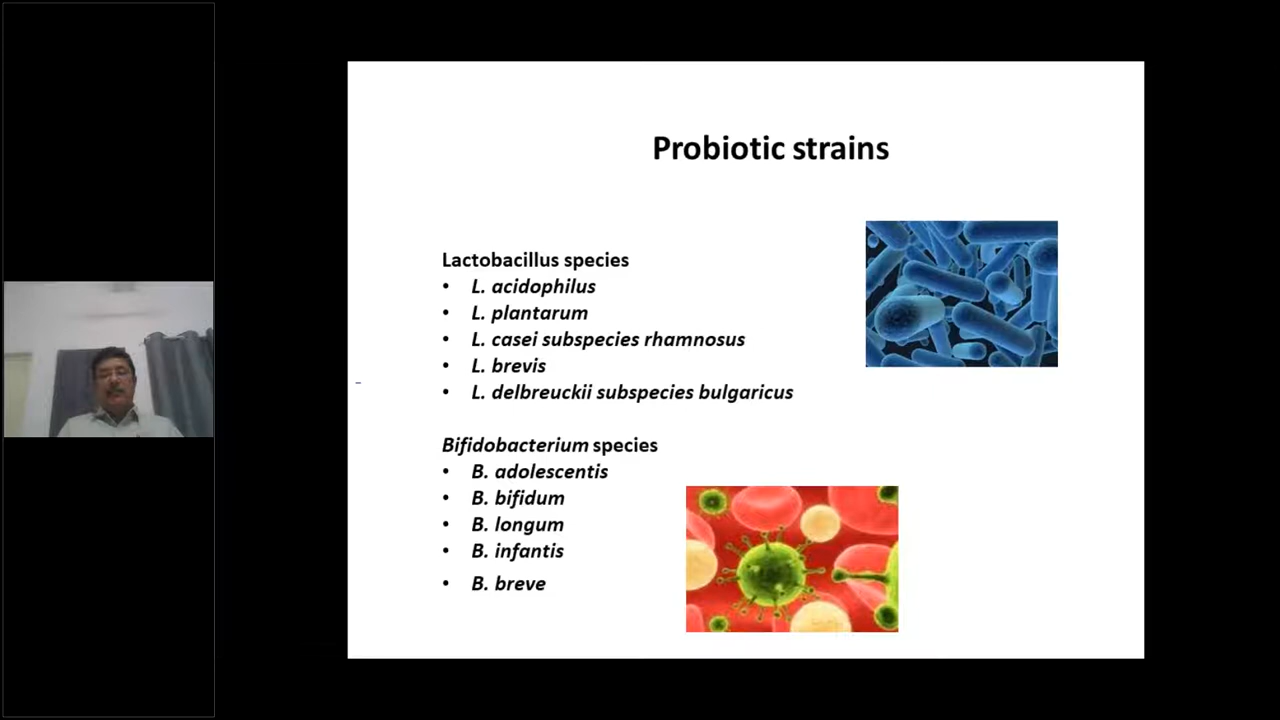 Probiotic strains
Lactobacillus species
• L. acidophilus
• L. plantarum
• L. casei subspecies rhamnosus
• L. brevis
• L. delbreuckii subspecies bulgaricus
Bifidobacterium species
• B. adolescentis
• B. bifidum
• B. longum
• B. infantis
• B. breve